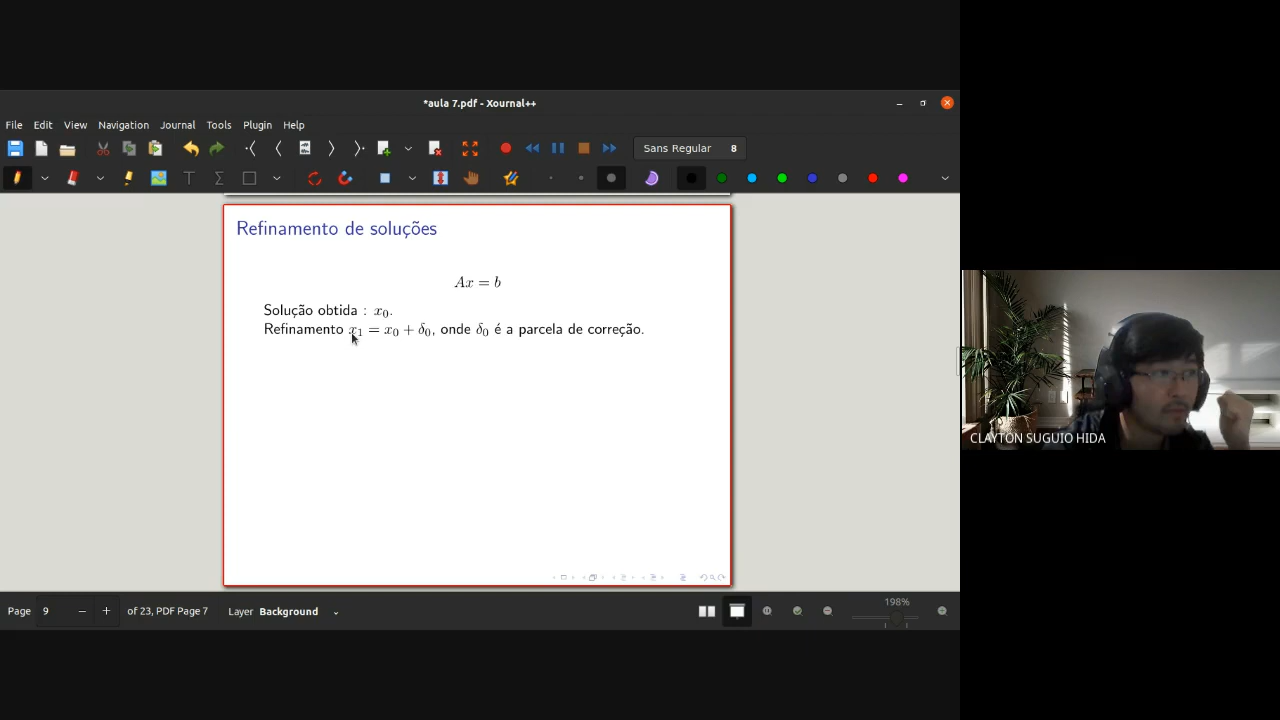 *aula 7.pdf - Xournal++
File Edit View Navigation Journal Tools Plugin Help
Sans Regular 8
Refinamento de soluções
Ax = b
Solução obtida : x₀.
Refinamento x₁ = x₀ + δ₀, onde δ₀ é a parcela de correção.
CLAYTON SUGUIO HIDA
Page 9 of 23, PDF Page 7 Layer Background 198%